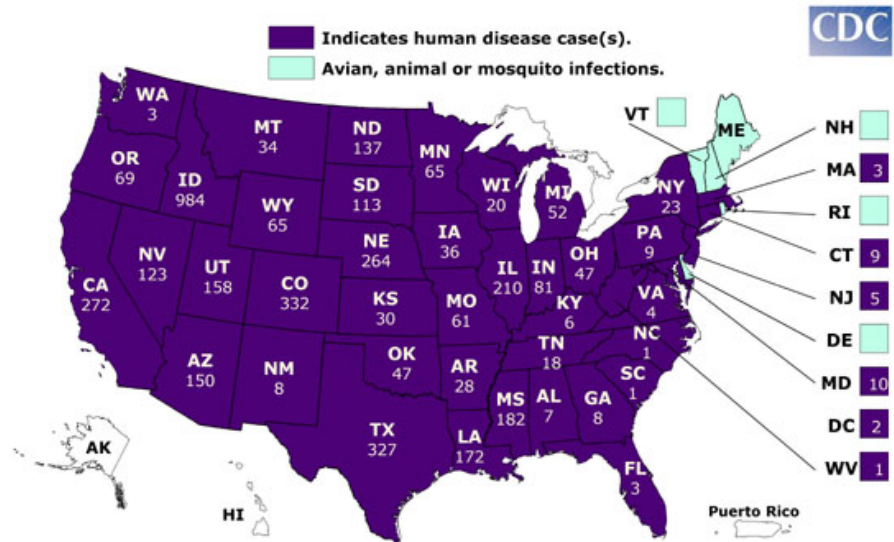 CDC
Indicates human disease case(s).
Avian, animal or mosquito infections.
WA
3
MT
34
ND
137
MN
65
VT
ME
NH
OR
69
ID
984
WY
65
SD
113
WI
20
MI
52
NY
23
MA 3
RI
NV
123
UT
158
CO
332
NE
264
IA
36
IL
210
IN
81
OH
47
PA
9
CT 9
CA
272
KS
30
MO
61
KY
6
VA
4
NJ 5
DE
AZ
150
NM
8
OK
47
AR
28
TN
18
NC
1
SC
1
MD 10
MS
182
AL
7
GA
8
DC 2
TX
327
LA
172
FL
3
WV 1
AK
HI
Puerto Rico